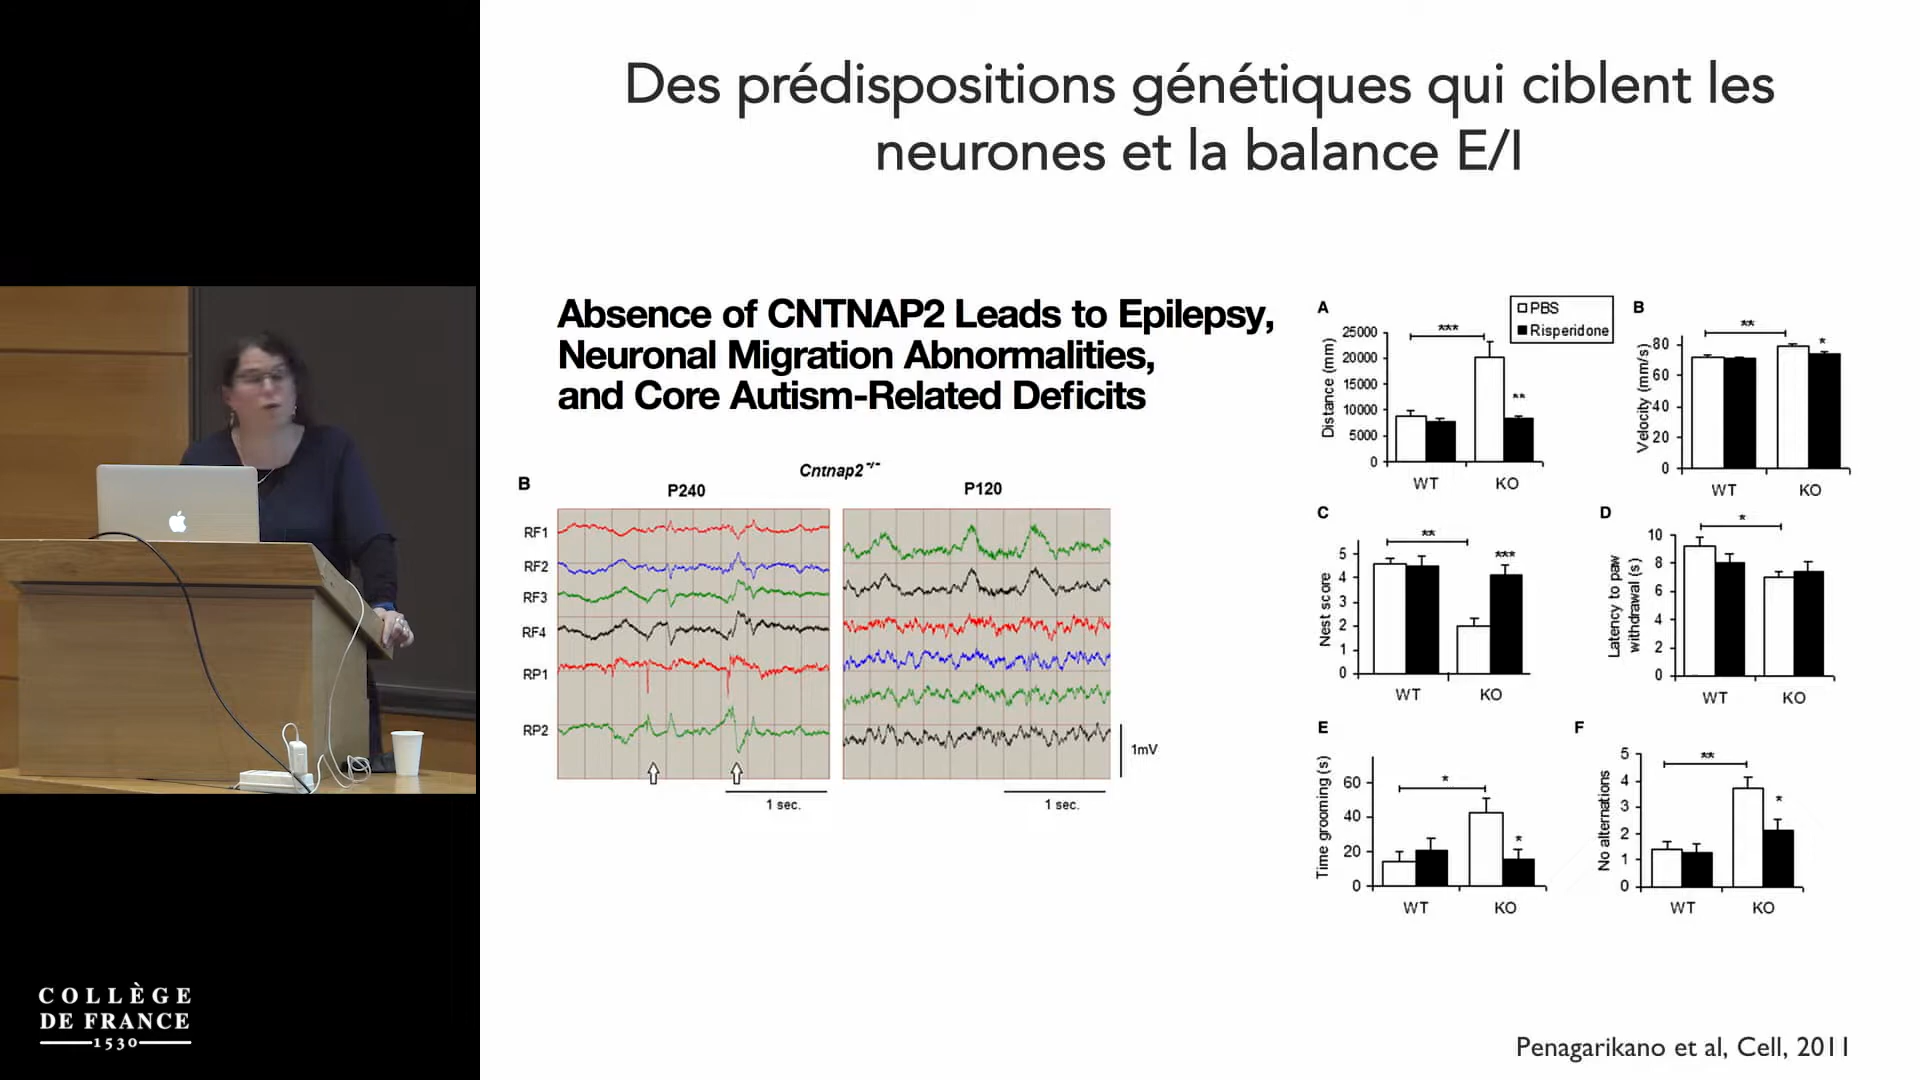 Des prédispositions génétiques qui ciblent les
neurones et la balance E/I
Absence of CNTNAP2 Leads to Epilepsy,
Neuronal Migration Abnormalities,
and Core Autism-Related Deficits
B
Cntnap2-/-
P240
P120
RF1
RF2
RF3
RF4
RP1
RP2
1mV
1 sec.
1 sec.
A
PBS
Risperidone
***
**
Distance (mm)
25000
20000
15000
10000
5000
0
WT KO
B
**
*
Velocity (mm/s)
80
60
40
20
0
WT KO
C
**
***
Nest score
5
4
3
2
1
0
WT KO
D
*
Latency to paw
withdrawal (s)
10
8
6
4
2
0
WT KO
E
*
*
Time grooming (s)
60
40
20
0
WT KO
F
**
*
No alternations
5
4
3
2
1
0
WT KO
COLLÈGE
DE FRANCE
1530
Penagarikano et al, Cell, 2011